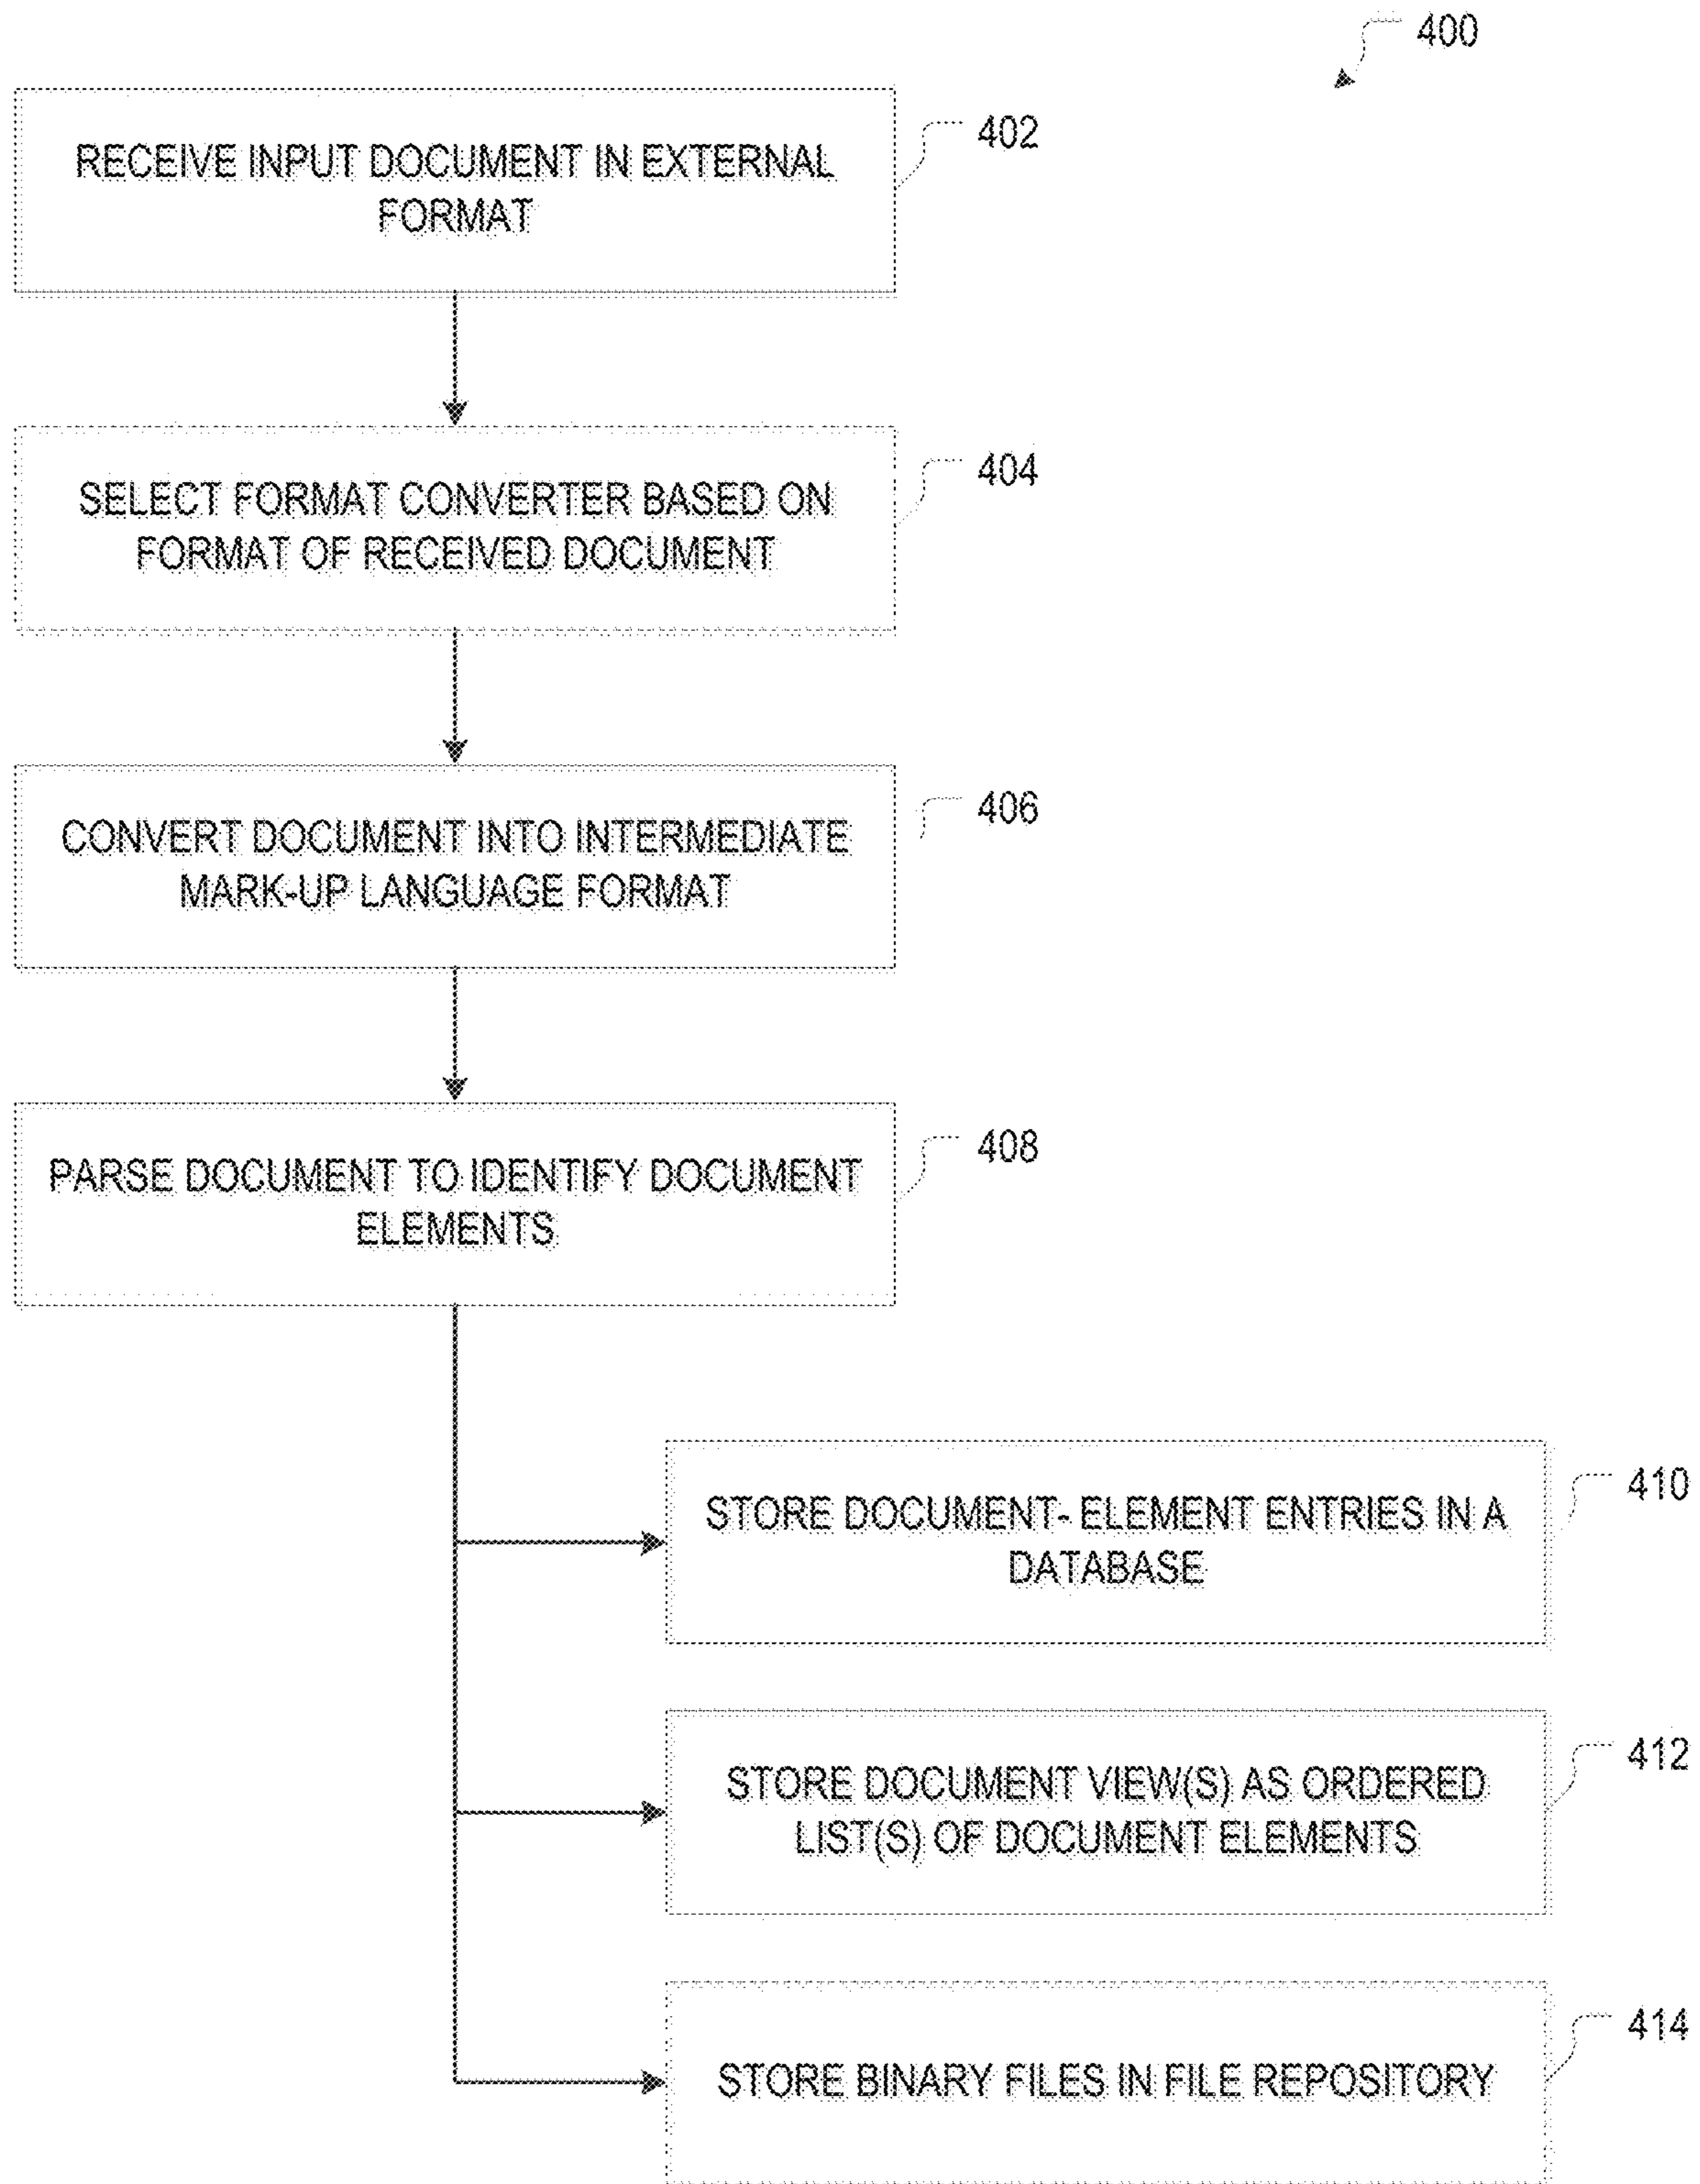 400
402
RECEIVE INPUT DOCUMENT IN EXTERNAL
FORMAT
404
SELECT FORMAT CONVERTER BASED ON
FORMAT OF RECEIVED DOCUMENT
406
CONVERT DOCUMENT INTO INTERMEDIATE
MARK-UP LANGUAGE FORMAT
408
PARSE DOCUMENT TO IDENTIFY DOCUMENT
ELEMENTS
410
STORE DOCUMENT- ELEMENT ENTRIES IN A
DATABASE
412
STORE DOCUMENT VIEW(S) AS ORDERED
LIST(S) OF DOCUMENT ELEMENTS
414
STORE BINARY FILES IN FILE REPOSITORY